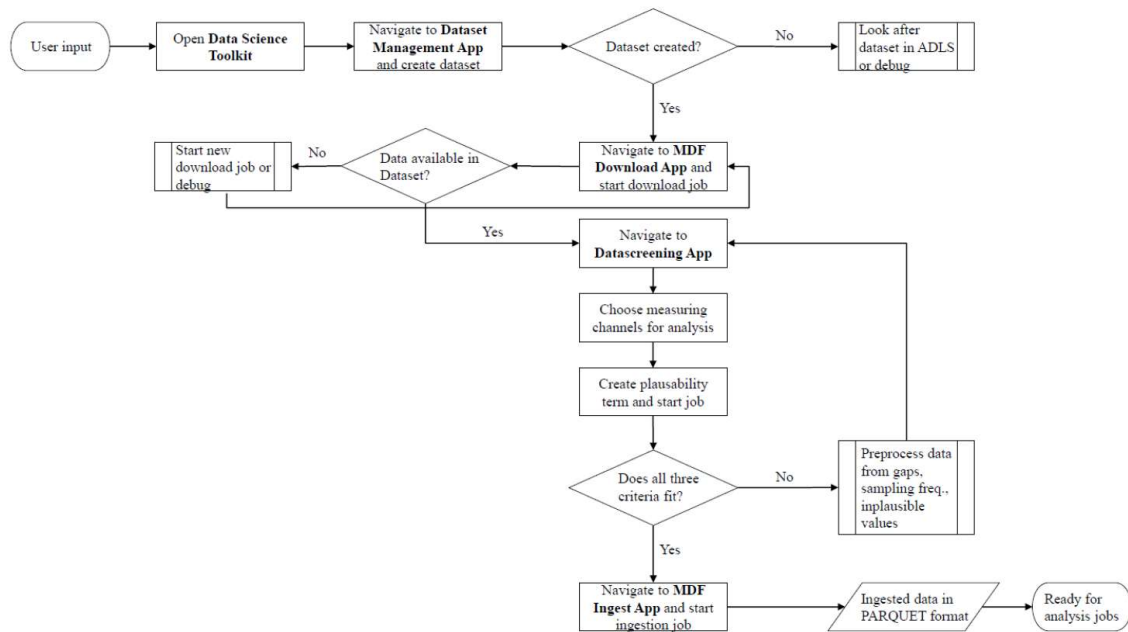 User input
Open Data Science
Toolkit
Navigate to Dataset
Management App
and create dataset
Dataset created?
No
Look after
dataset in ADLS
or debug
Yes
Navigate to MDF
Download App and
start download job
Data available in
Dataset?
No
Start new
download job or
debug
Yes
Navigate to
Datascreening App
Choose measuring
channels for analysis
Create plausability
term and start job
Does all three
criteria fit?
No
Preprocess data
from gaps,
sampling freq.,
inplausible
values
Yes
Navigate to MDF
Ingest App and start
ingestion job
Ingested data in
PARQUET format
Ready for
analysis jobs